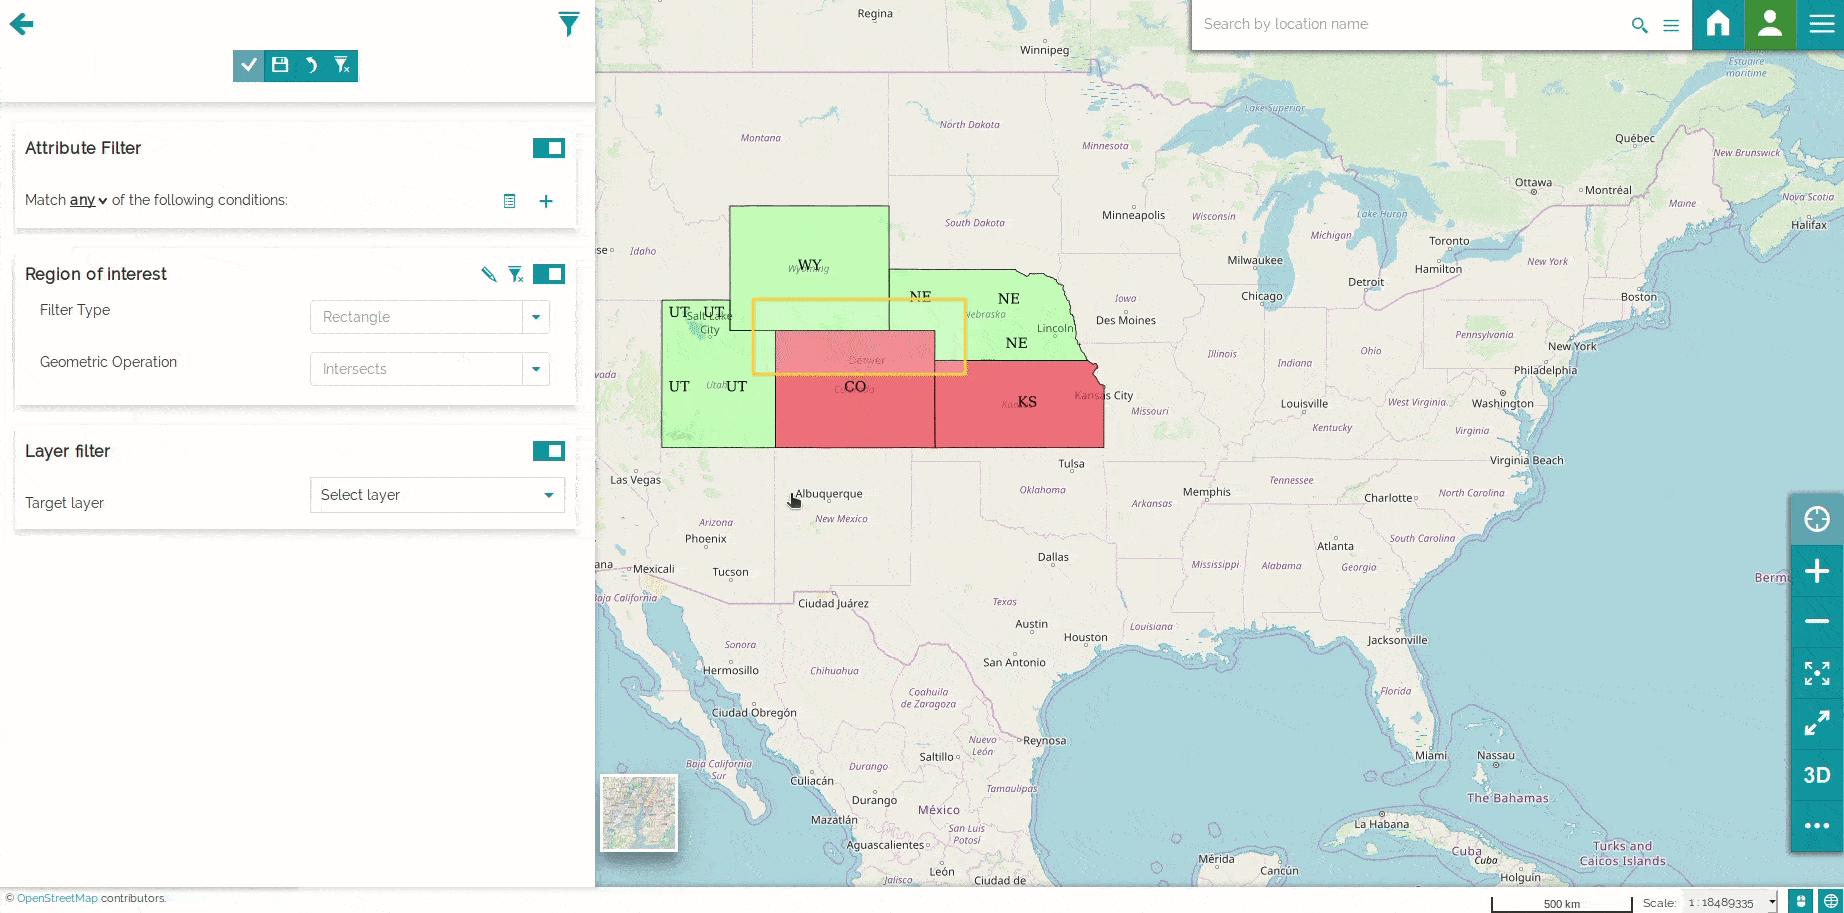 Attribute Filter
Match any of the following conditions:
Region of interest
Filter Type
Rectangle
Geometric Operation
Intersects
Layer filter
Target layer
Select layer
Search by location name
Regina
Winnipeg
Estuaire
maritime
Lake Superior
North Dakota
Montana
Minnesota
Québec
New Brunswick
Ottawa
Montréal
Maine
Nova Scotia
Halifax
Minneapolis
Wisconsin
Lake Huron
South Dakota
Michigan
Toronto
Idaho
WY
Wyoming
Milwaukee
Hamilton
New York
Detroit
Chicago
Boston
NE
NE
Iowa
UT
UT
Salt Lake
City
Nebraska
Des Moines
Lincoln
Pennsylvania
NE
New York
Illinois
Indiana
Ohio
Denver
Philadelphia
UT
Utah
UT
CO
Colorado
KS
Kansas City
Missouri
Louisville
West Virginia
Washington
Kentucky
Virginia
Virginia Beach
Tulsa
Las Vegas
Albuquerque
Oklahoma
Arkansas
Memphis
Tennessee
Charlotte
North Carolina
New Mexico
Arizona
Phoenix
South Carolina
Atlanta
Dallas
Mississippi
Alabama
Georgia
Mexicali
Tucson
Baja California
Ciudad Juárez
Texas
Austin
Louisiana
Houston
Jacksonville
Sonora
Hermosillo
Chihuahua
San Antonio
Florida
Coahuila
de Zaragoza
Ciudad Obregón
Nuevo
León
Reynosa
Saltillo
Miami
Nassau
Baja California
Sur
Durango
Culiacán
Tamaulipas
3D
Durango
México
The Bahamas
Mazatlán
San Luis
Potosí
La Habana
Aguascalientes
Cuba
Cuba
Turks and
Caicos Islands
Mérida
Cancún
León
Jalisco
Ciudad de
Holguín
© OpenStreetMap contributors.
500 km
Scale:
1 : 18489335